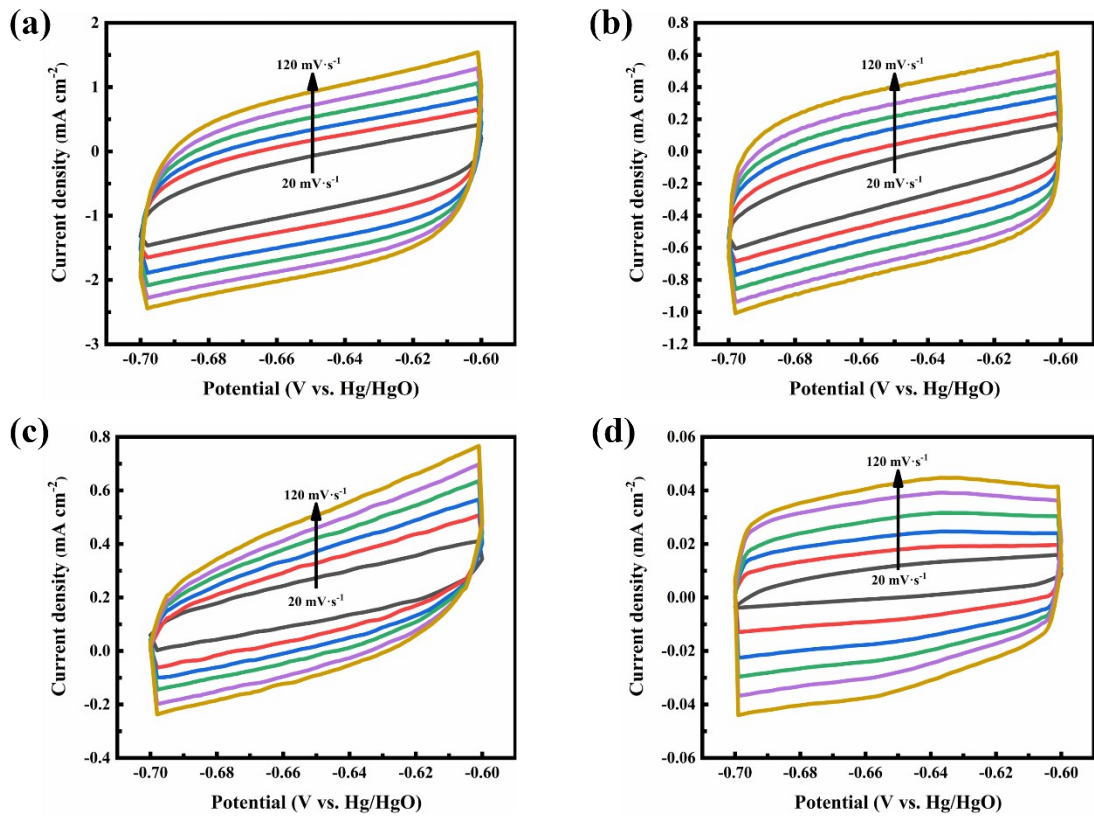 (a)
Current density (mA cm⁻²)
2
1
0
-1
-2
-3
120 mV·s⁻¹
20 mV·s⁻¹
-0.70 -0.68 -0.66 -0.64 -0.62 -0.60
Potential (V vs. Hg/HgO)
(b)
Current density (mA cm⁻²)
0.8
0.6
0.4
0.2
0.0
-0.2
-0.4
-0.6
-0.8
-1.0
-1.2
120 mV·s⁻¹
20 mV·s⁻¹
-0.70 -0.68 -0.66 -0.64 -0.62 -0.60
Potential (V vs. Hg/HgO)
(c)
Current density (mA cm⁻²)
0.8
0.6
0.4
0.2
0.0
-0.2
-0.4
120 mV·s⁻¹
20 mV·s⁻¹
-0.70 -0.68 -0.66 -0.64 -0.62 -0.60
Potential (V vs. Hg/HgO)
(d)
Current density (mA cm⁻²)
0.06
0.04
0.02
0.00
-0.02
-0.04
-0.06
120 mV·s⁻¹
20 mV·s⁻¹
-0.70 -0.68 -0.66 -0.64 -0.62 -0.60
Potential (V vs. Hg/HgO)